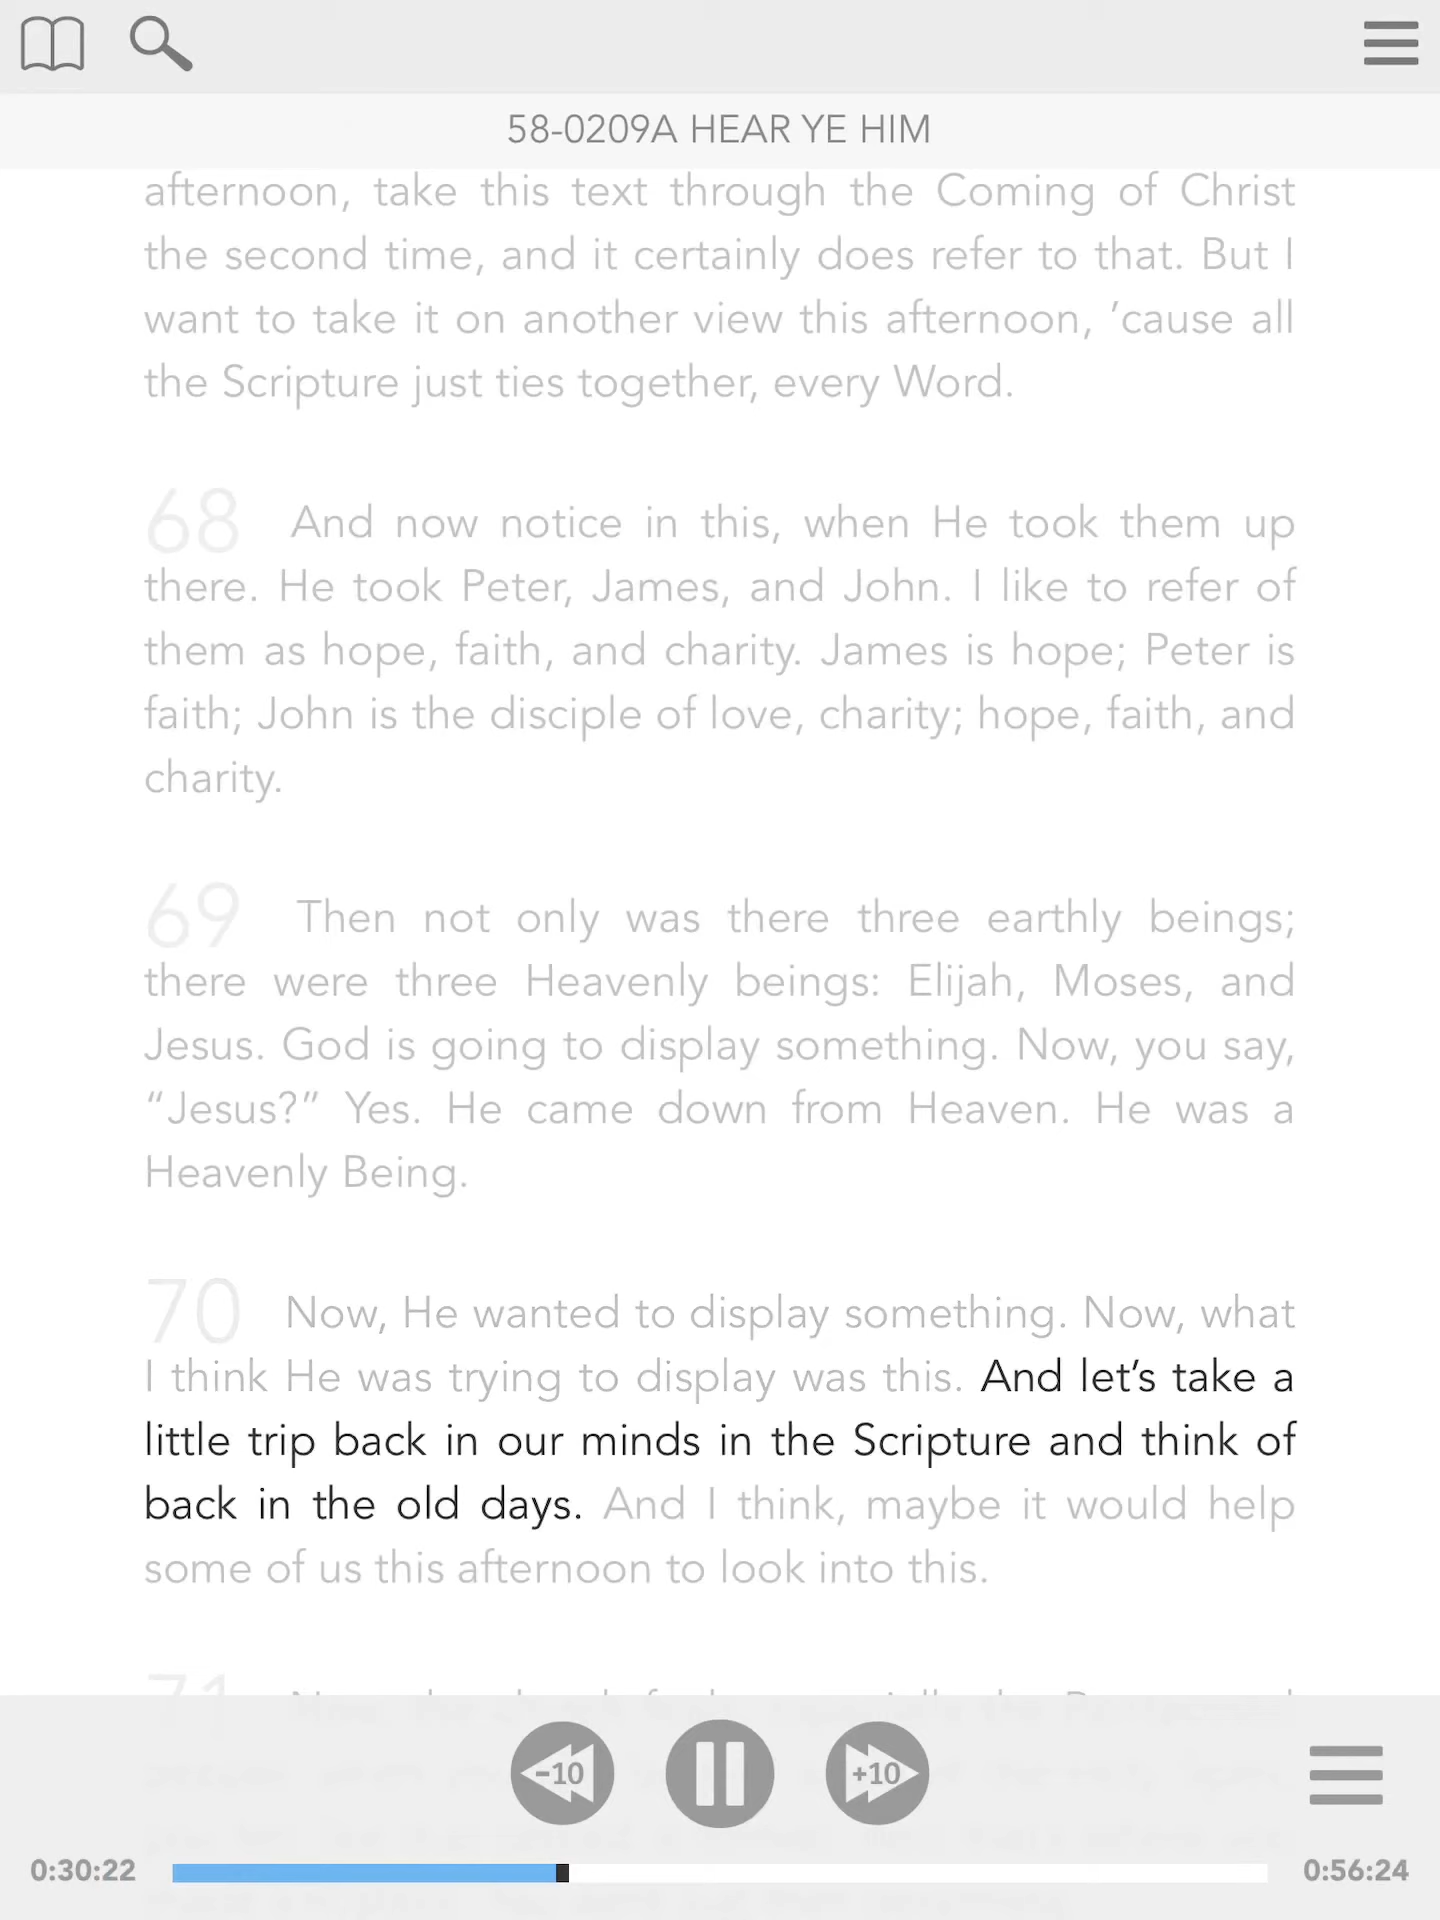 58-0209A HEAR YE HIM
afternoon, take this text through the Coming of Christ
the second time, and it certainly does refer to that. But I
want to take it on another view this afternoon, ’cause all
the Scripture just ties together, every Word.
68 And now notice in this, when He took them up
there. He took Peter, James, and John. I like to refer of
them as hope, faith, and charity. James is hope; Peter is
faith; John is the disciple of love, charity; hope, faith, and
charity.
69 Then not only was there three earthly beings;
there were three Heavenly beings: Elijah, Moses, and
Jesus. God is going to display something. Now, you say,
“Jesus?” Yes. He came down from Heaven. He was a
Heavenly Being.
70 Now, He wanted to display something. Now, what
I think He was trying to display was this. And let’s take a
little trip back in our minds in the Scripture and think of
back in the old days. And I think, maybe it would help
some of us this afternoon to look into this.
71
-10 +10
0:30:22 0:56:24